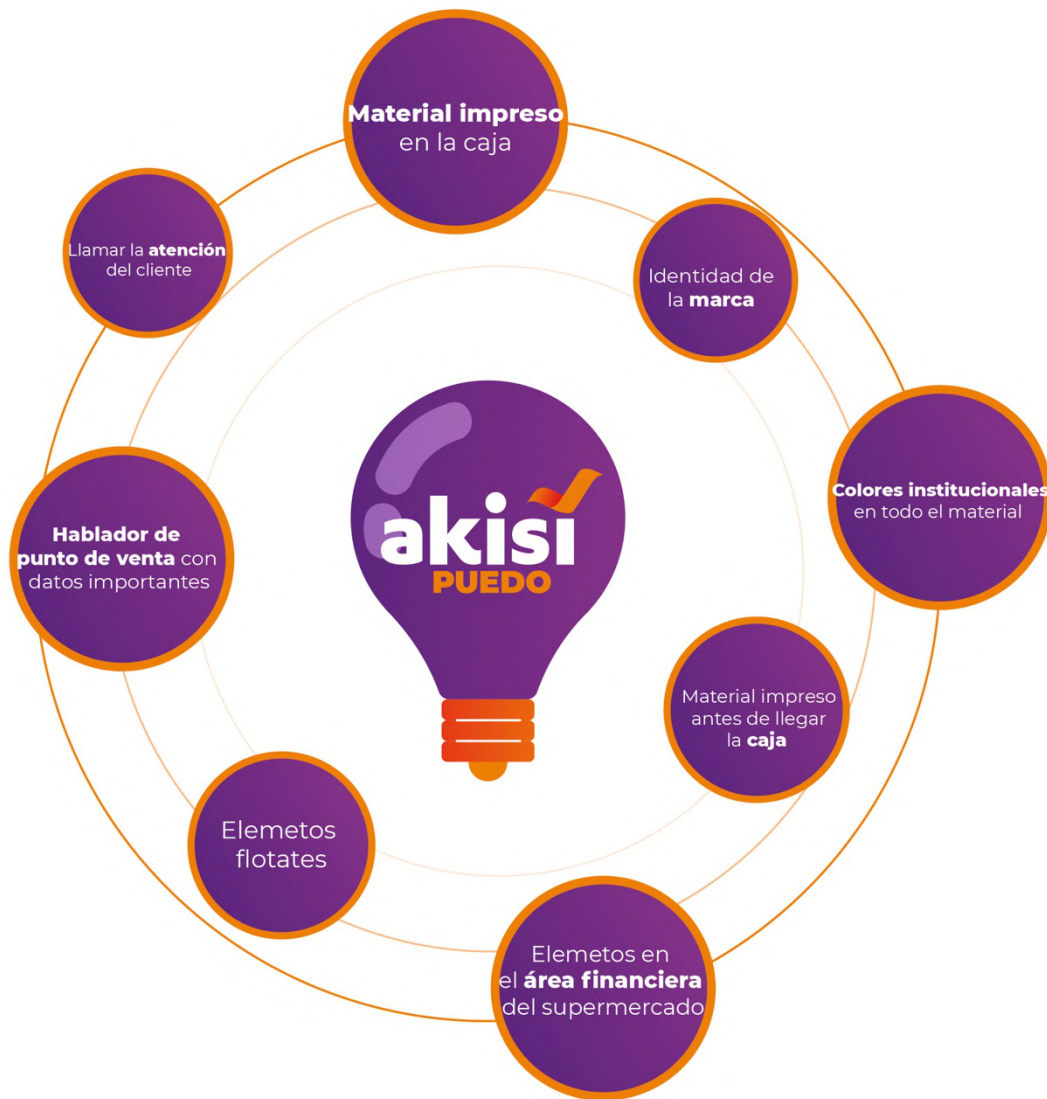 Material impreso
en la caja
Llamar la atención
del cliente
Identidad de
la marca
Colores institucionales
en todo el material
Hablador de
punto de venta con
datos importantes
akisí
PUEDO
Material impreso
antes de llegar
la caja
Elemetos
flotates
Elemetos en
el área financiera
del supermercado